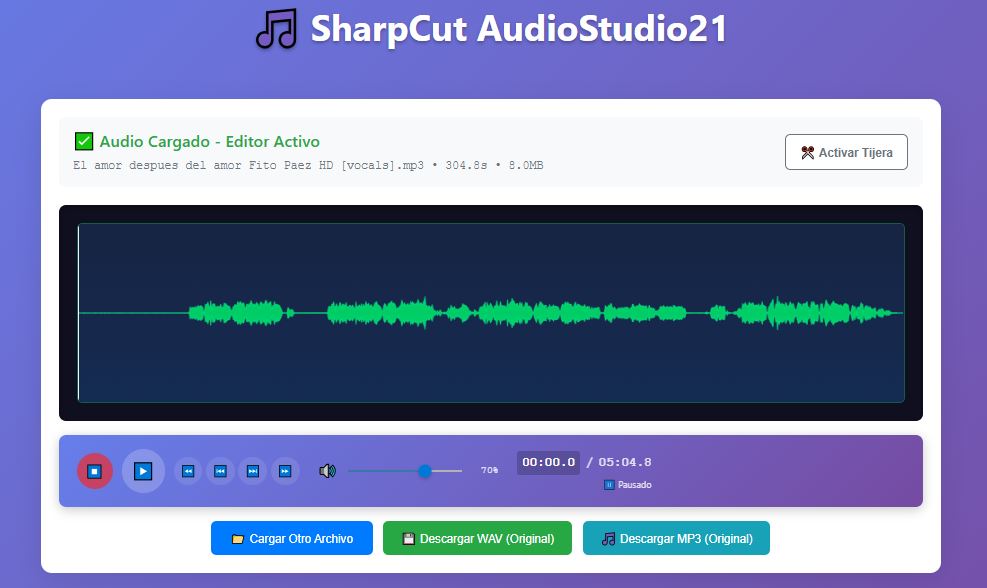 SharpCut AudioStudio21
Audio Cargado - Editor Activo
El amor despues del amor Fito Paez HD [vocals].mp3 • 304.8s • 8.0MB
Activar Tijera
70%
00:00.0 / 05:04.8
Pausado
Cargar Otro Archivo
Descargar WAV (Original)
Descargar MP3 (Original)